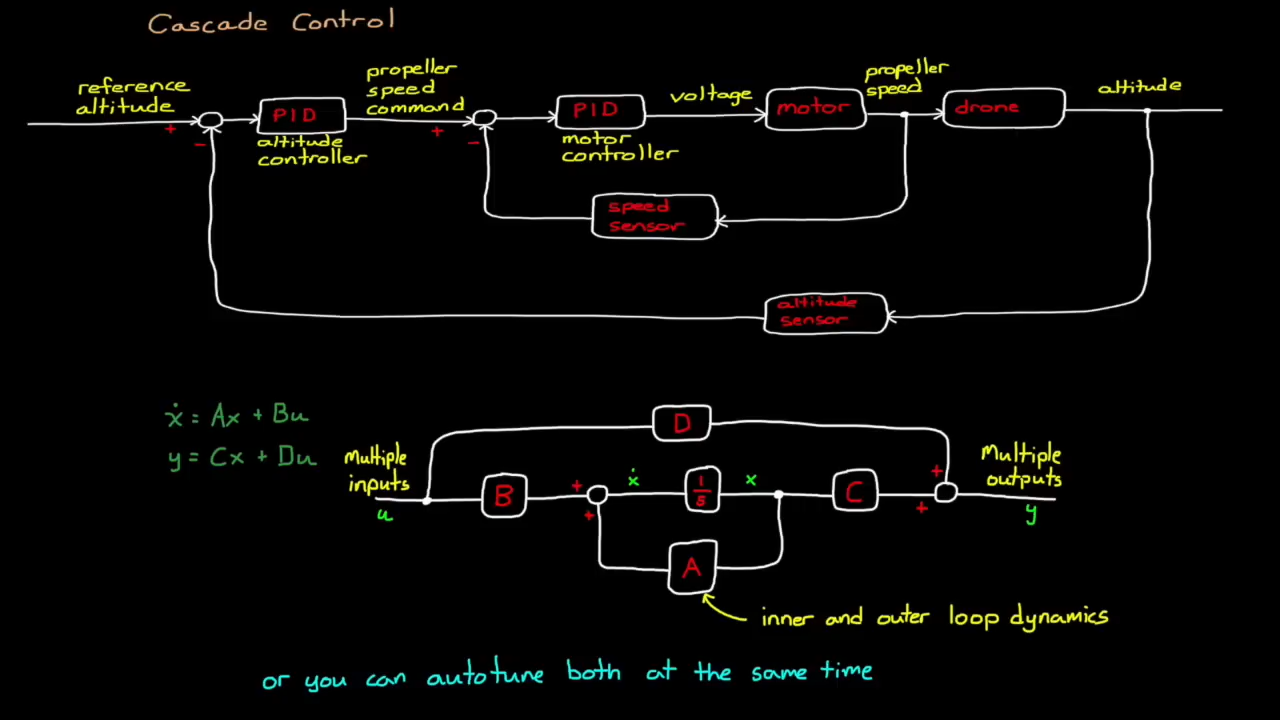 Cascade Control
reference
altitude
+
-
PID
altitude
controller
propeller
speed
command
+
-
PID
motor
controller
voltage
motor
propeller
speed
drone
altitude
speed
sensor
altitude
sensor
ẋ = Ax + Bu
y = Cx + Du
Multiple
inputs
u
D
B
+
+
ẋ
1/s
x
C
+
+
Multiple
outputs
y
A
inner and outer loop dynamics
or you can autotune both at the same time